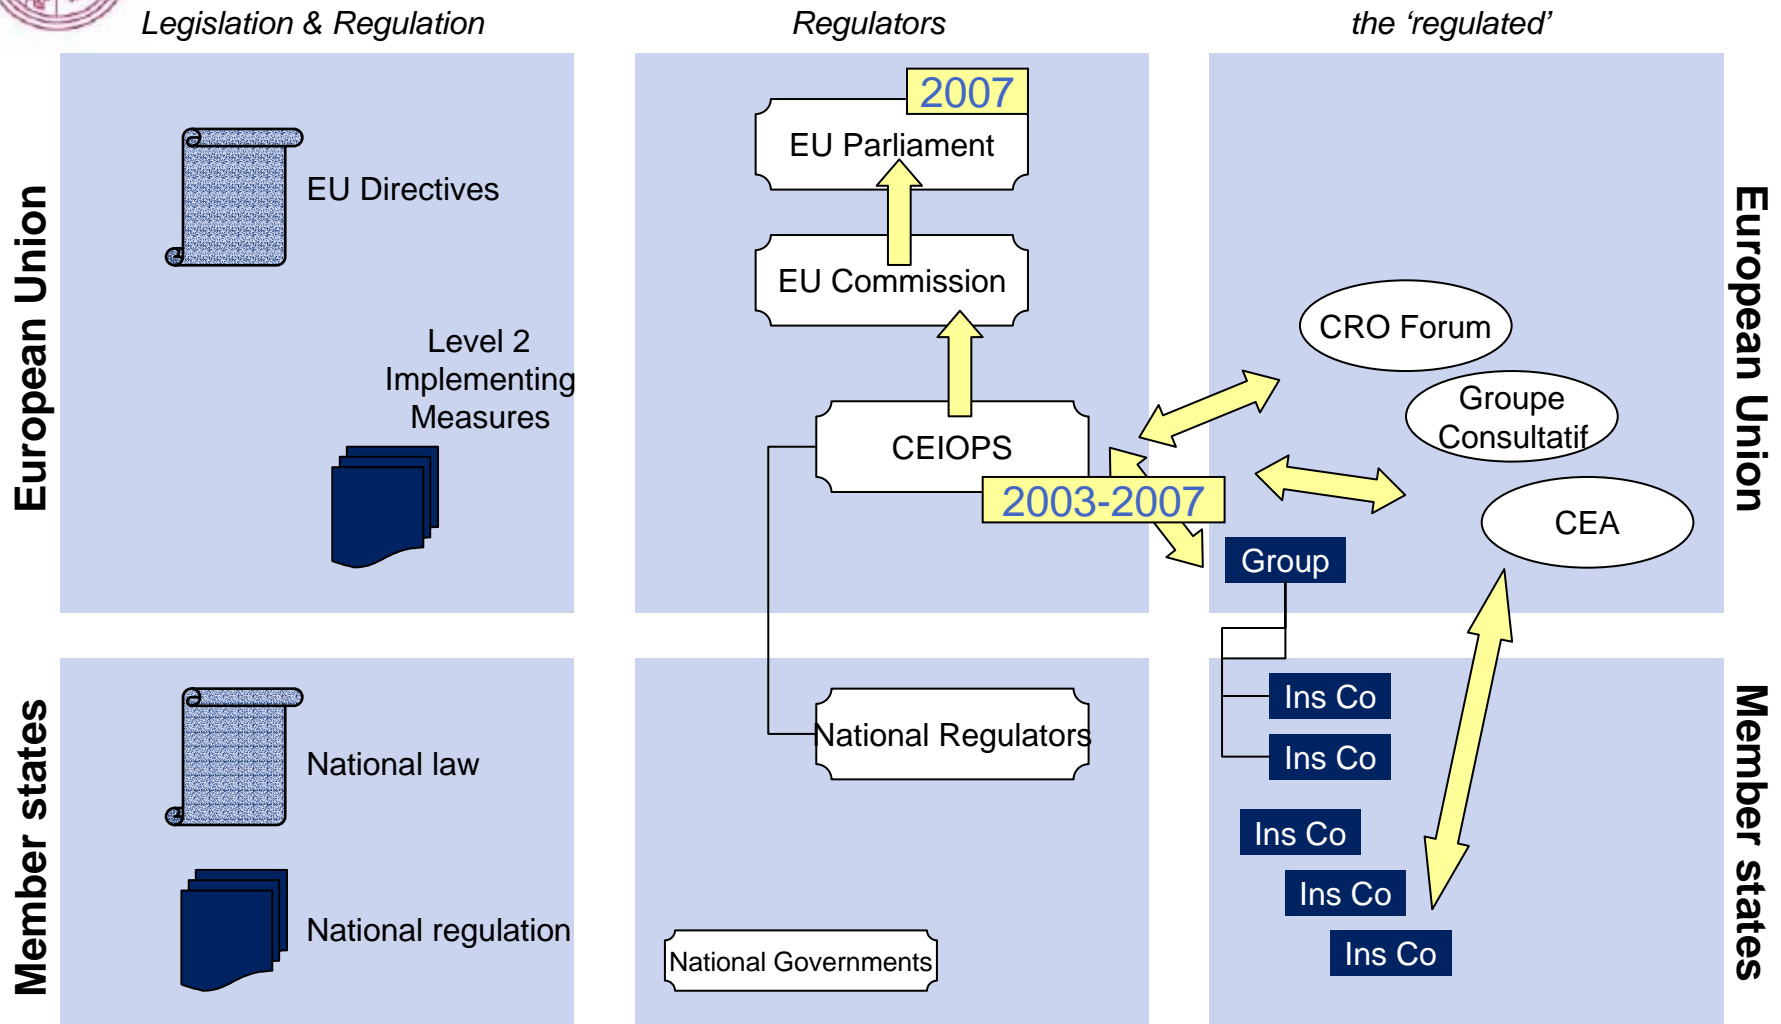 Legislation & Regulation
Regulators
the ‘regulated’
European Union
EU Directives
Level 2
Implementing
Measures
2007
EU Parliament
EU Commission
CEIOPS
2003-2007
CRO Forum
Groupe
Consultatif
CEA
Group
European Union
Member states
National law
National regulation
National Regulators
National Governments
Ins Co
Ins Co
Ins Co
Ins Co
Ins Co
Member states